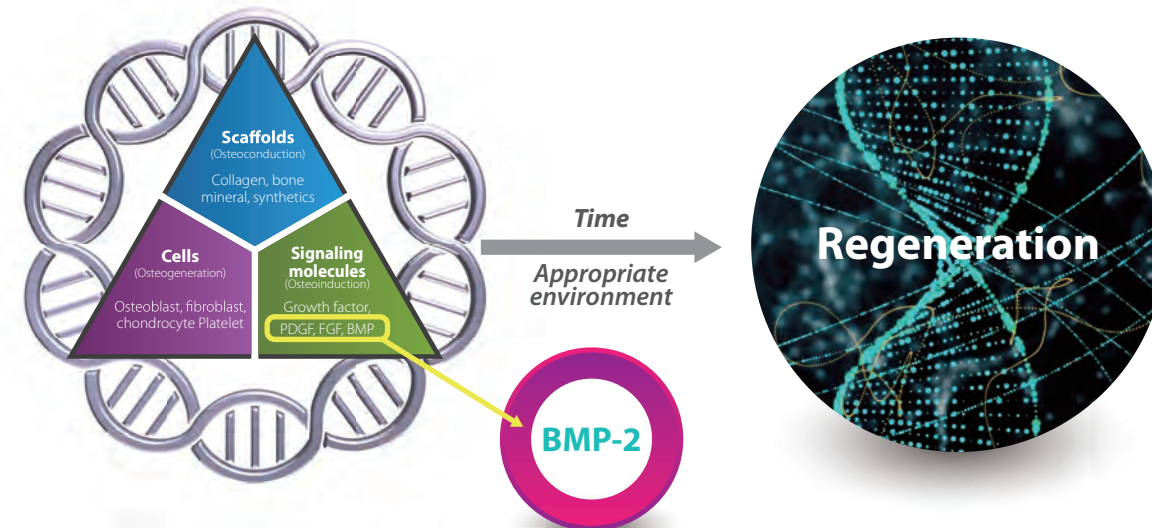 Scaffolds
(Osteoconduction)
Collagen, bone
mineral, synthetics
Cells
(Osteogeneration)
Osteoblast, fibroblast,
chondrocyte Platelet
Signaling
molecules
(Osteoinduction)
Growth factor,
PDGF, FGF, BMP
Time
Appropriate
environment
BMP-2
Regeneration